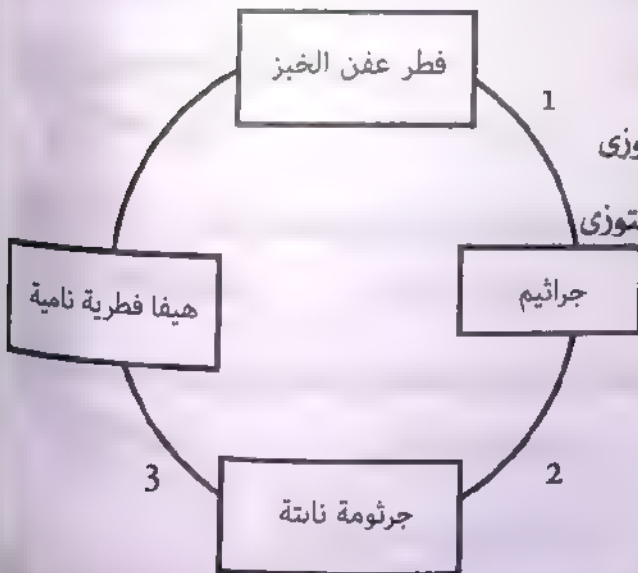 فطر عفن الخبز
1
جراثيم
هيفا فطرية نامية
2
3
جرثومة نابتة